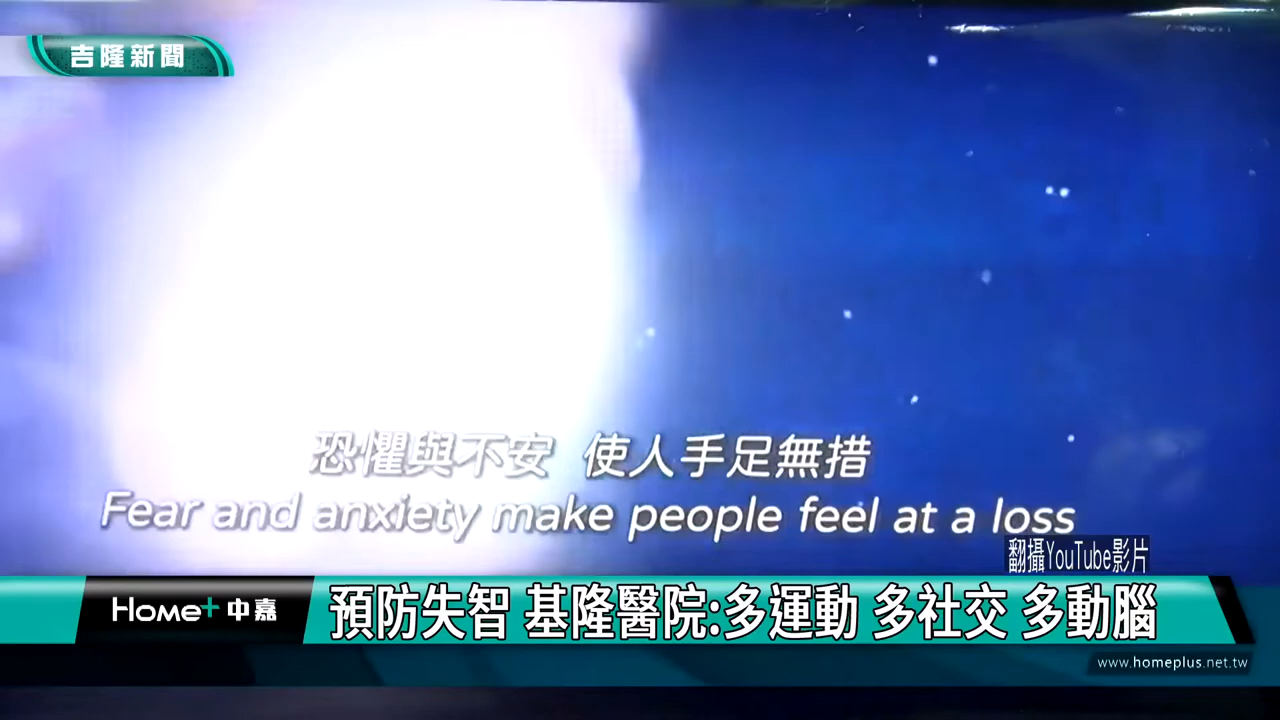 吉隆新聞
恐懼與不安 使人手足無措
Fear and anxiety make people feel at a loss
翻攝YouTube影片
Home+中嘉
預防失智 基隆醫院:多運動 多社交 多動腦
www.homeplus.net.tw